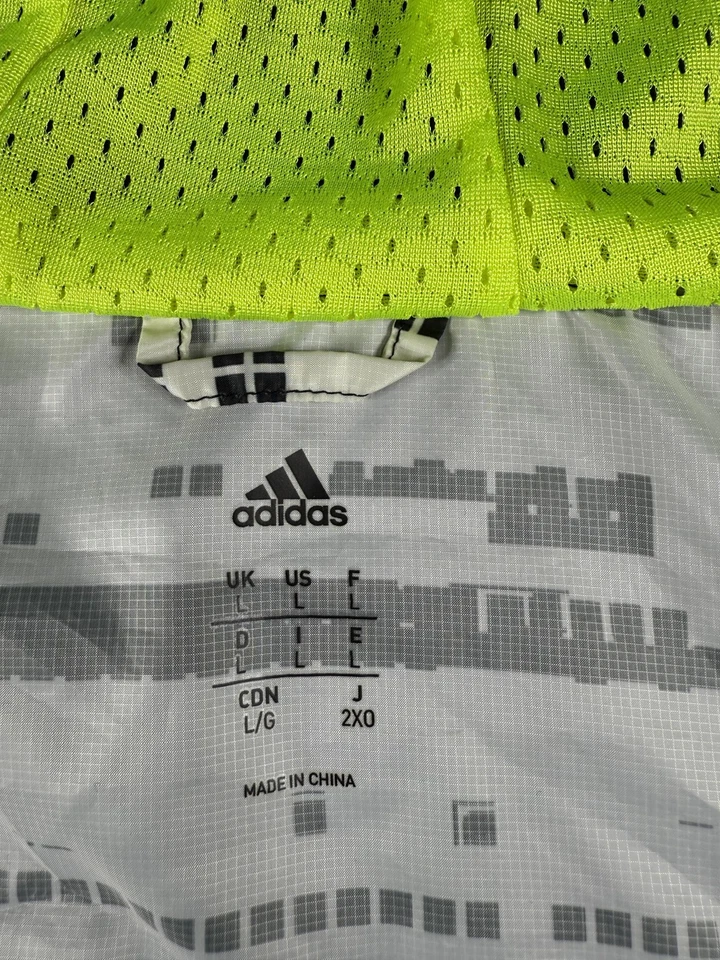 adidas
UK US F
L L L
D I E
L L L
CDN J
L/G 2XO
MADE IN CHINA